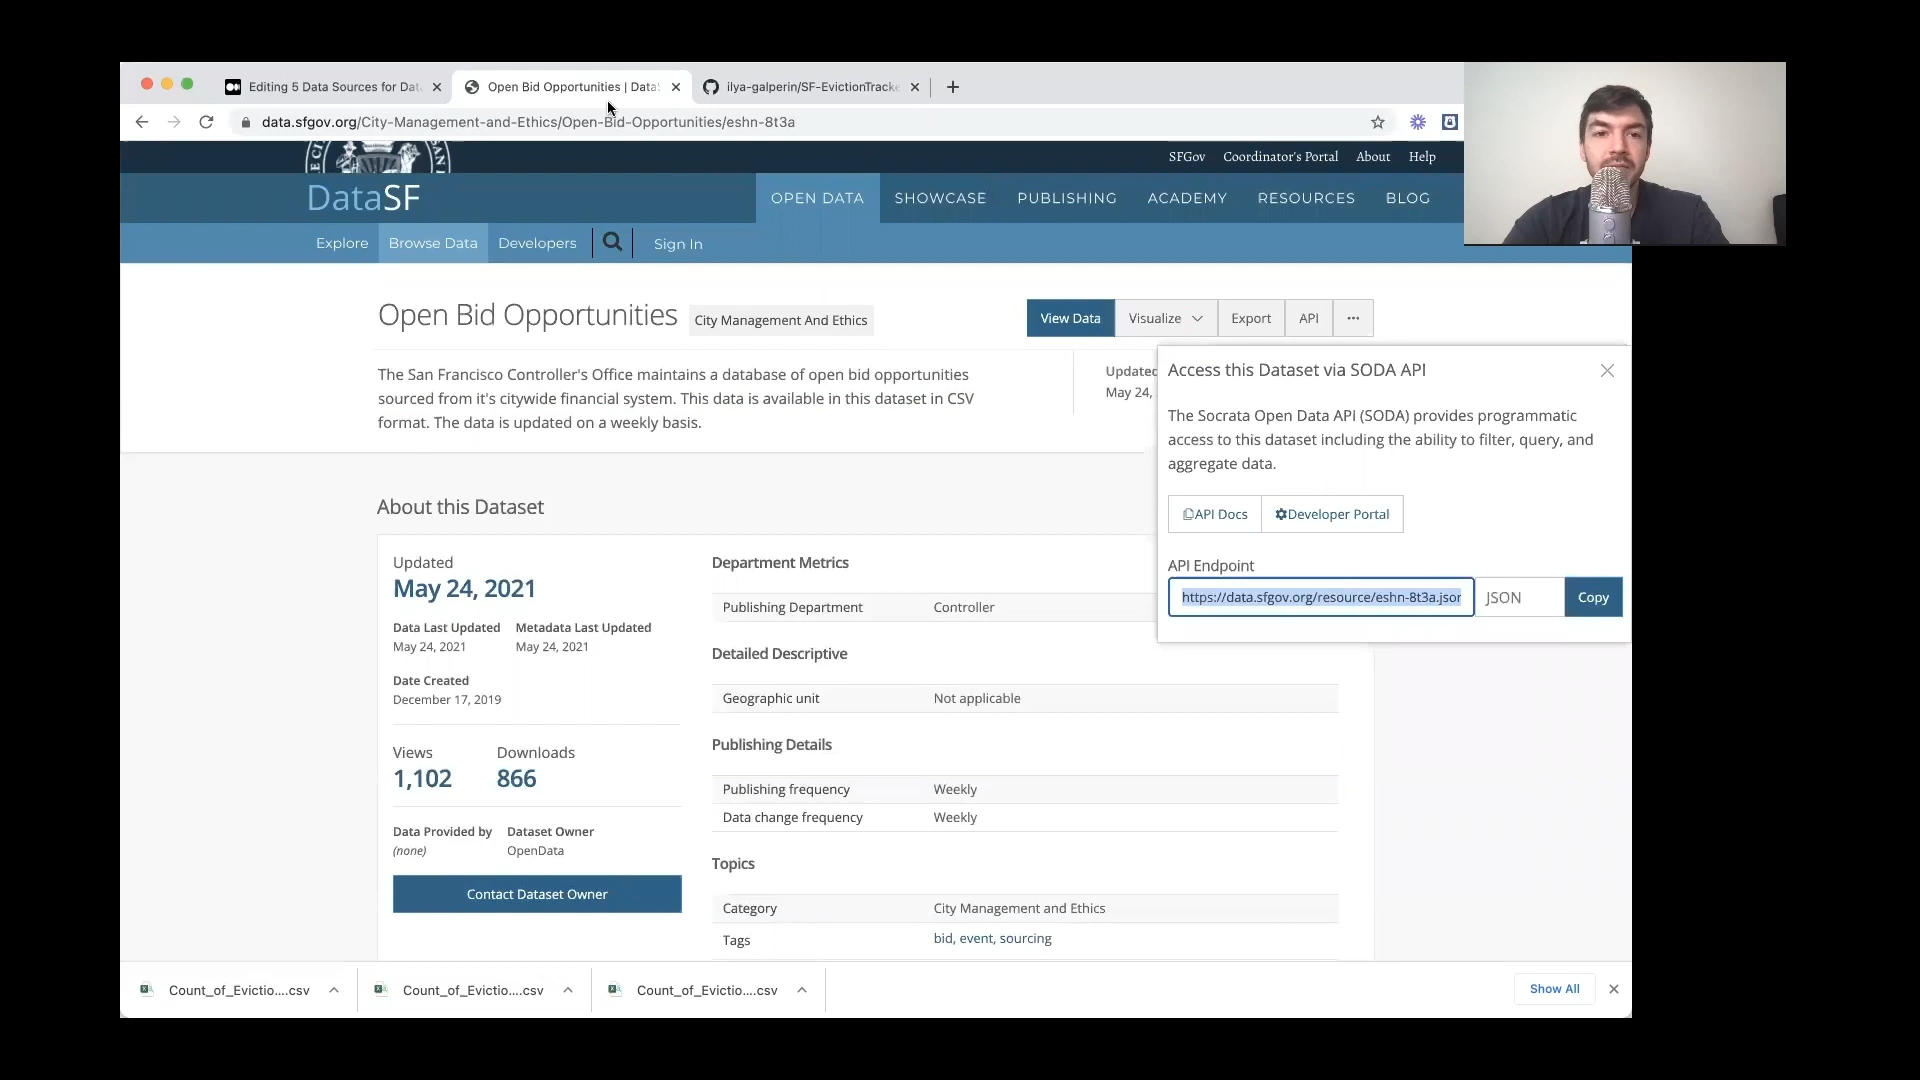 Editing 5 Data Sources for Dat
Open Bid Opportunities | Data
ilya-galperin/SF-EvictionTracke
data.sfgov.org/City-Management-and-Ethics/Open-Bid-Opportunities/eshn-8t3a
SFGov Coordinator's Portal About Help
DataSF
OPEN DATA SHOWCASE PUBLISHING ACADEMY RESOURCES BLOG
Explore Browse Data Developers Sign In
Open Bid Opportunities City Management And Ethics
View Data Visualize Export API ...
The San Francisco Controller's Office maintains a database of open bid opportunities
sourced from it's citywide financial system. This data is available in this dataset in CSV
format. The data is updated on a weekly basis.
Updated
May 24,
Access this Dataset via SODA API
The Socrata Open Data API (SODA) provides programmatic
access to this dataset including the ability to filter, query, and
aggregate data.
API Docs Developer Portal
API Endpoint
https://data.sfgov.org/resource/eshn-8t3a.jsor JSON Copy
About this Dataset
Updated
May 24, 2021
Data Last Updated Metadata Last Updated
May 24, 2021 May 24, 2021
Date Created
December 17, 2019
Views Downloads
1,102 866
Data Provided by Dataset Owner
(none) OpenData
Contact Dataset Owner
Department Metrics
Publishing Department Controller
Detailed Descriptive
Geographic unit Not applicable
Publishing Details
Publishing frequency Weekly
Data change frequency Weekly
Topics
Category City Management and Ethics
Tags bid, event, sourcing
Count_of_Evictio....csv Count_of_Evictio....csv Count_of_Evictio....csv Show All